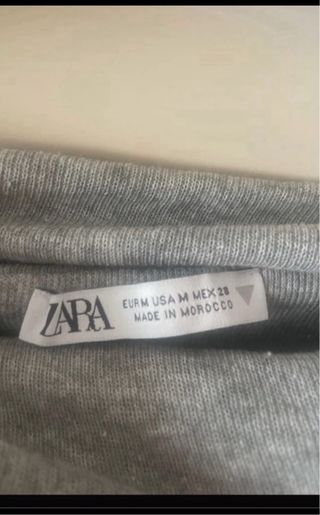 ZARA
EUR M USA M MEX 28
MADE IN MOROCCO